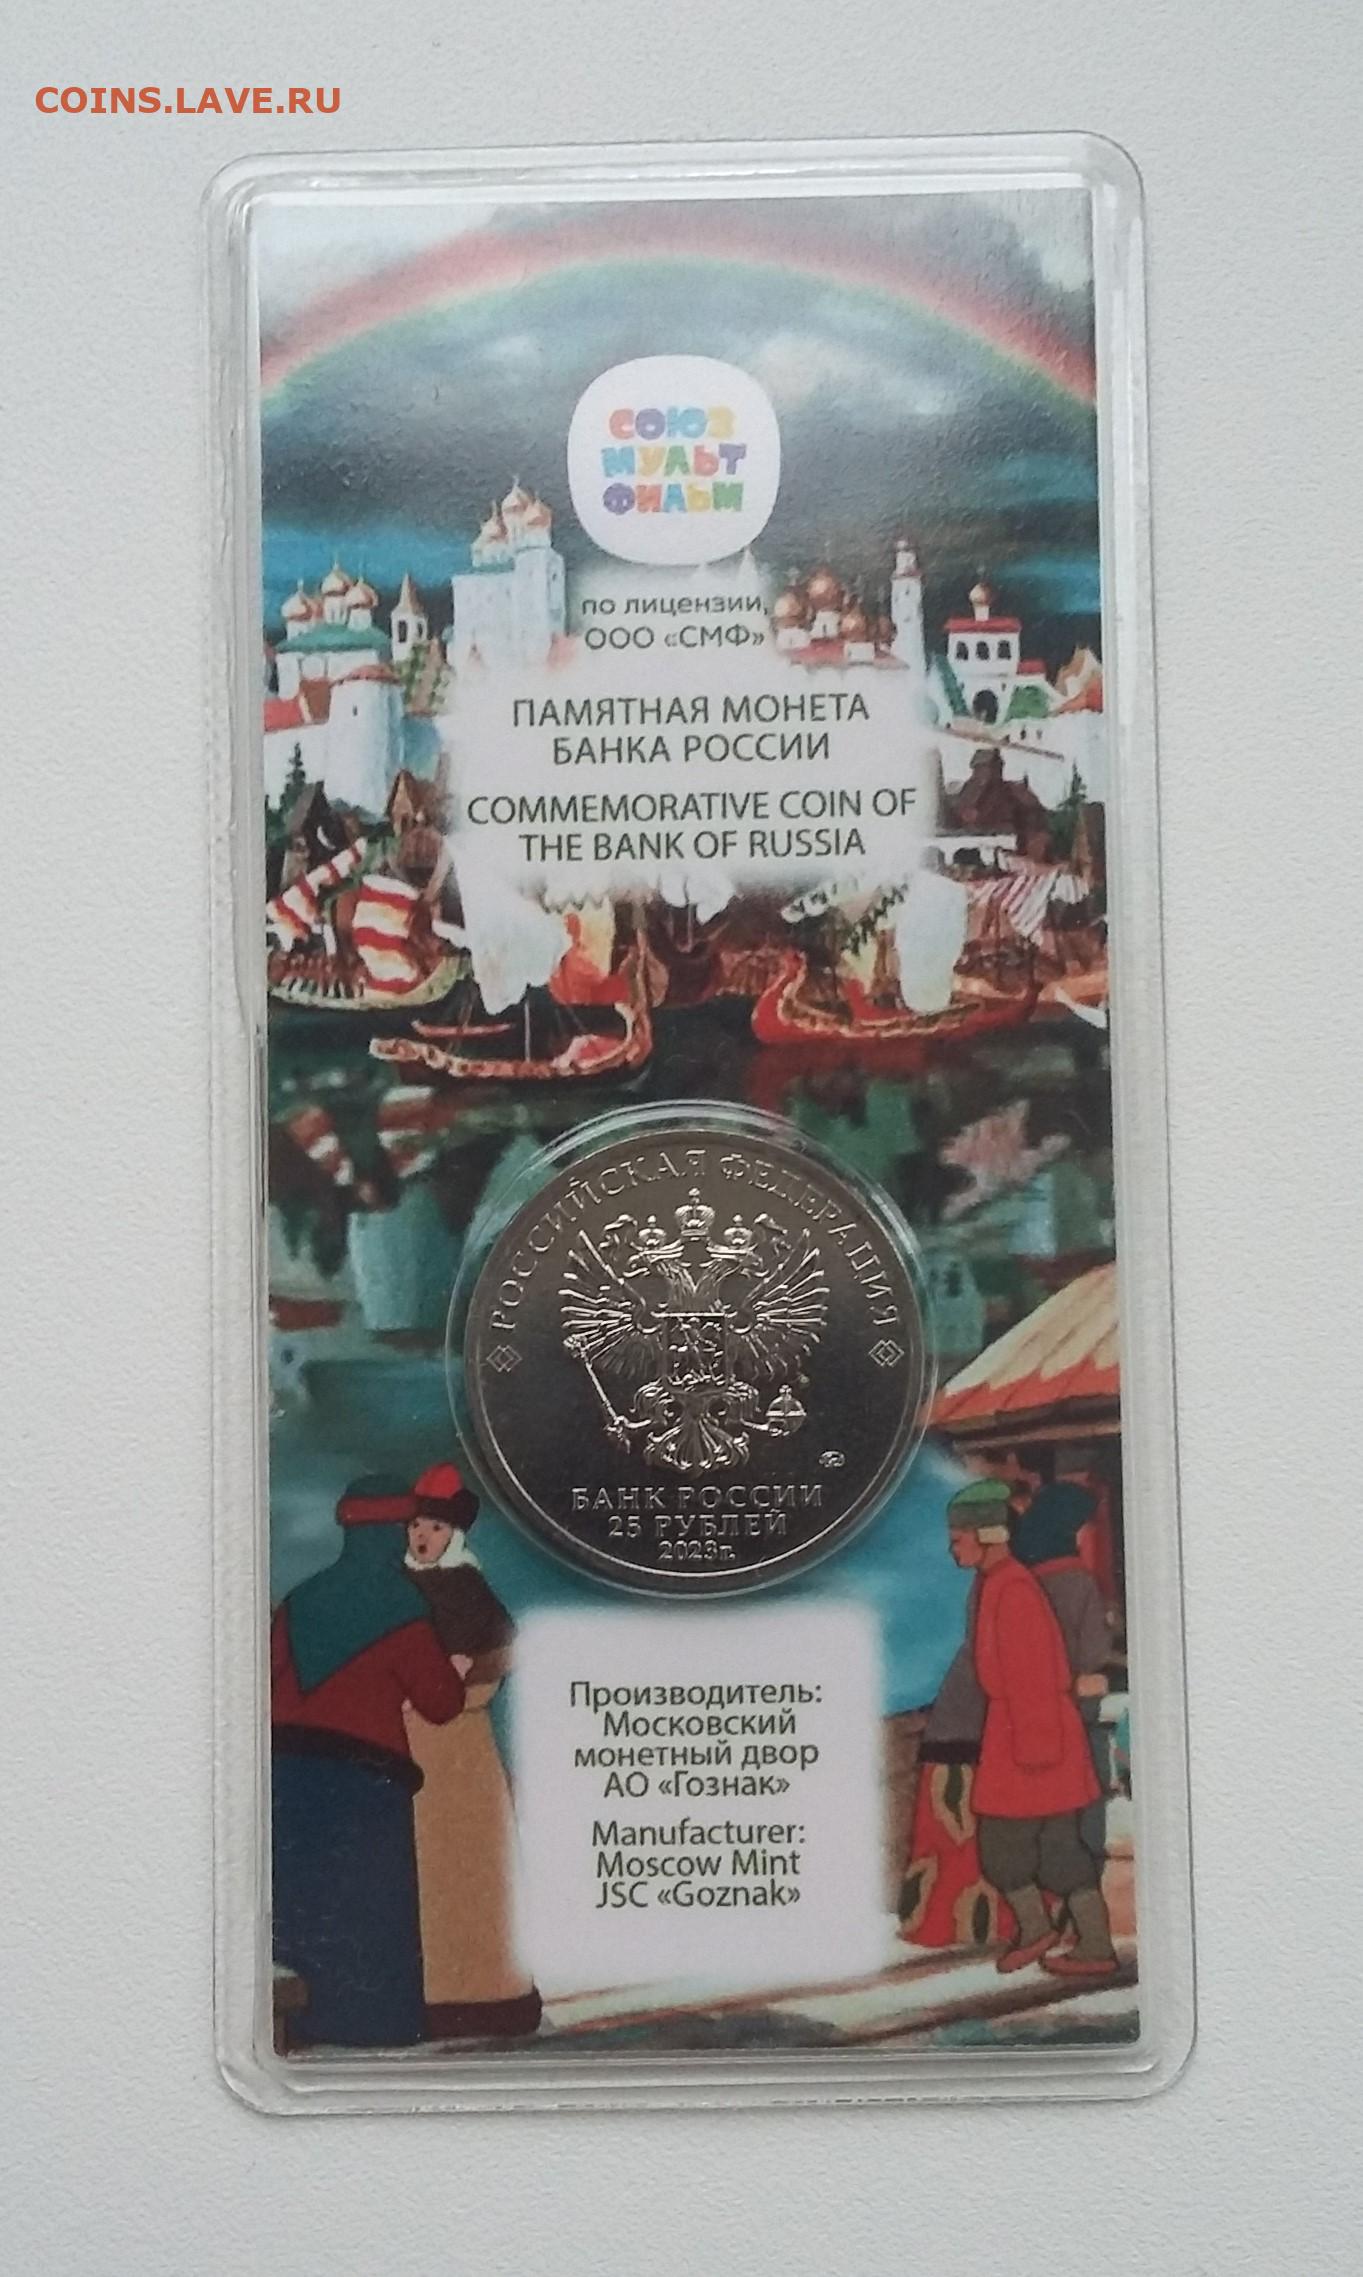 COINS.LAVE.RU
СОЮЗ
МУЛЬТ
ФИЛЬМ
по лицензии,
ООО «СМФ»
ПАМЯТНАЯ МОНЕТА
БАНКА РОССИИ
COMMEMORATIVE COIN OF
THE BANK OF RUSSIA
РОССИЙСКАЯ ФЕДЕРАЦИЯ
БАНК РОССИИ
25 РУБЛЕЙ
2023г.
Производитель:
Московский
монетный двор
АО «Гознак»
Manufacturer:
Moscow Mint
JSC «Goznak»